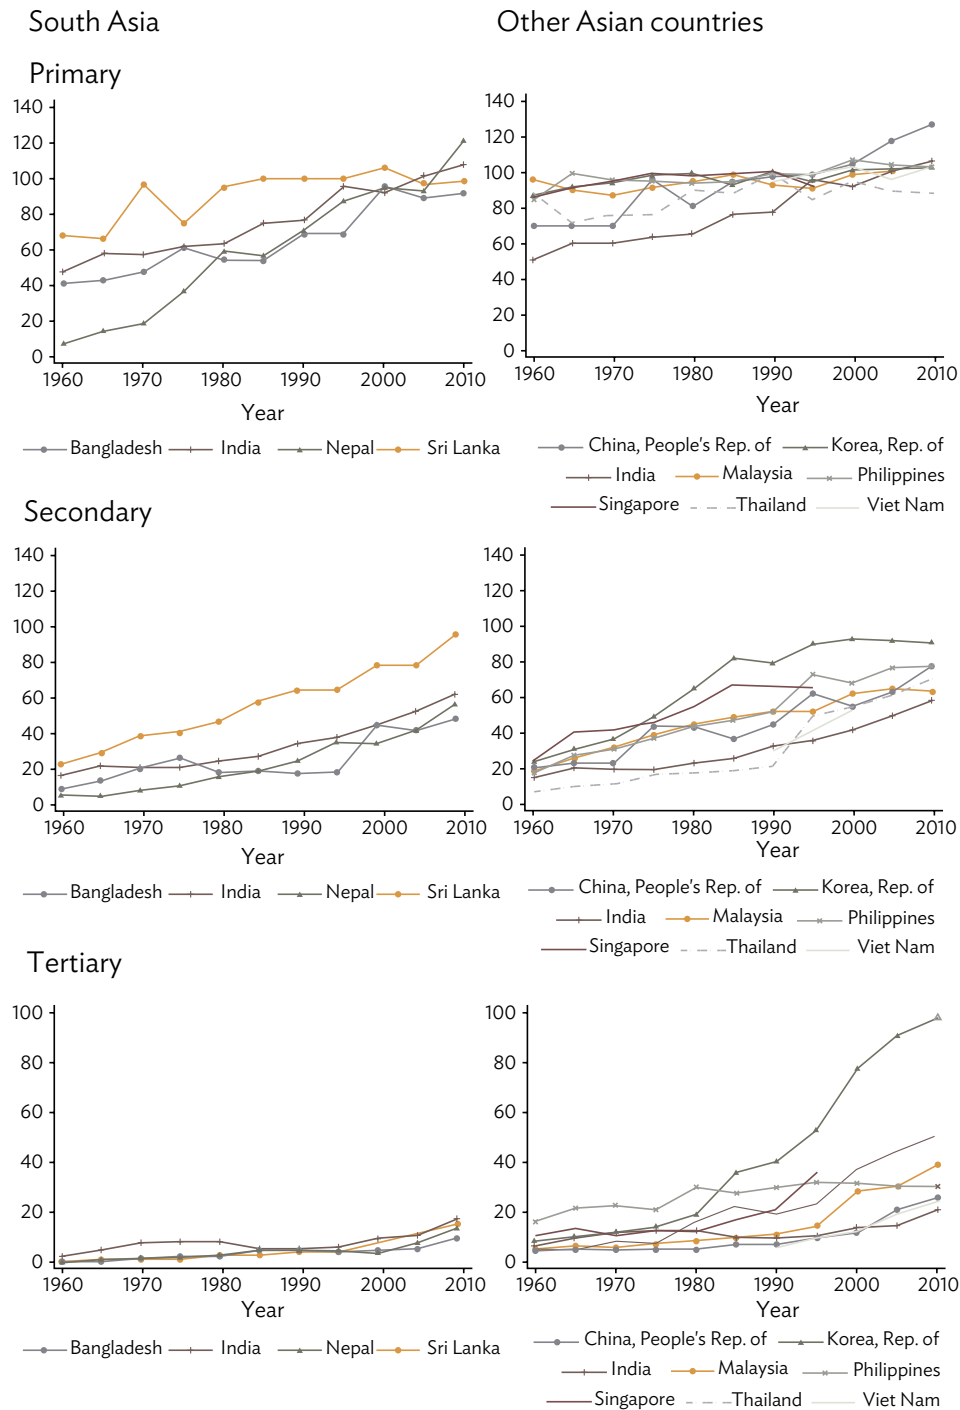 South Asia
Other Asian countries
Primary
140
120
100
80
60
40
20
0
1960 1970 1980 1990 2000 2010
Year
Bangladesh India Nepal Sri Lanka
140
120
100
80
60
40
20
0
1960 1970 1980 1990 2000 2010
Year
China, People's Rep. of Korea, Rep. of
India Malaysia Philippines
Singapore Thailand Viet Nam
Secondary
140
120
100
80
60
40
20
0
1960 1970 1980 1990 2000 2010
Year
Bangladesh India Nepal Sri Lanka
140
120
100
80
60
40
20
0
1960 1970 1980 1990 2000 2010
Year
China, People's Rep. of Korea, Rep. of
India Malaysia Philippines
Singapore Thailand Viet Nam
Tertiary
100
80
60
40
20
0
1960 1970 1980 1990 2000 2010
Year
Bangladesh India Nepal Sri Lanka
100
80
60
40
20
0
1960 1970 1980 1990 2000 2010
Year
China, People's Rep. of Korea, Rep. of
India Malaysia Philippines
Singapore Thailand Viet Nam